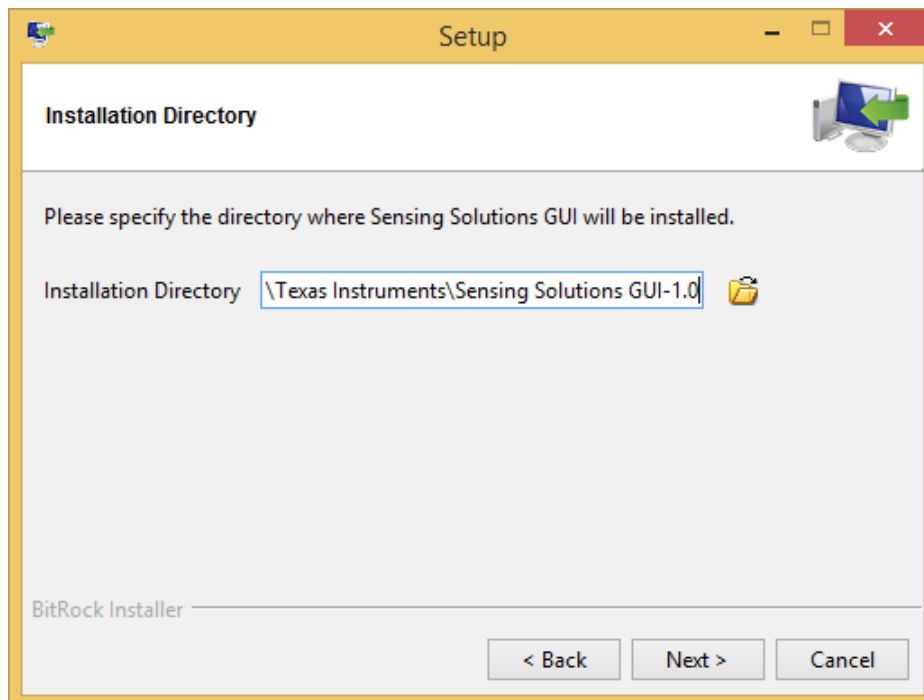 Setup
Installation Directory
Please specify the directory where Sensing Solutions GUI will be installed.
Installation Directory \Texas Instruments\Sensing Solutions GUI-1.0
BitRock Installer
< Back Next > Cancel